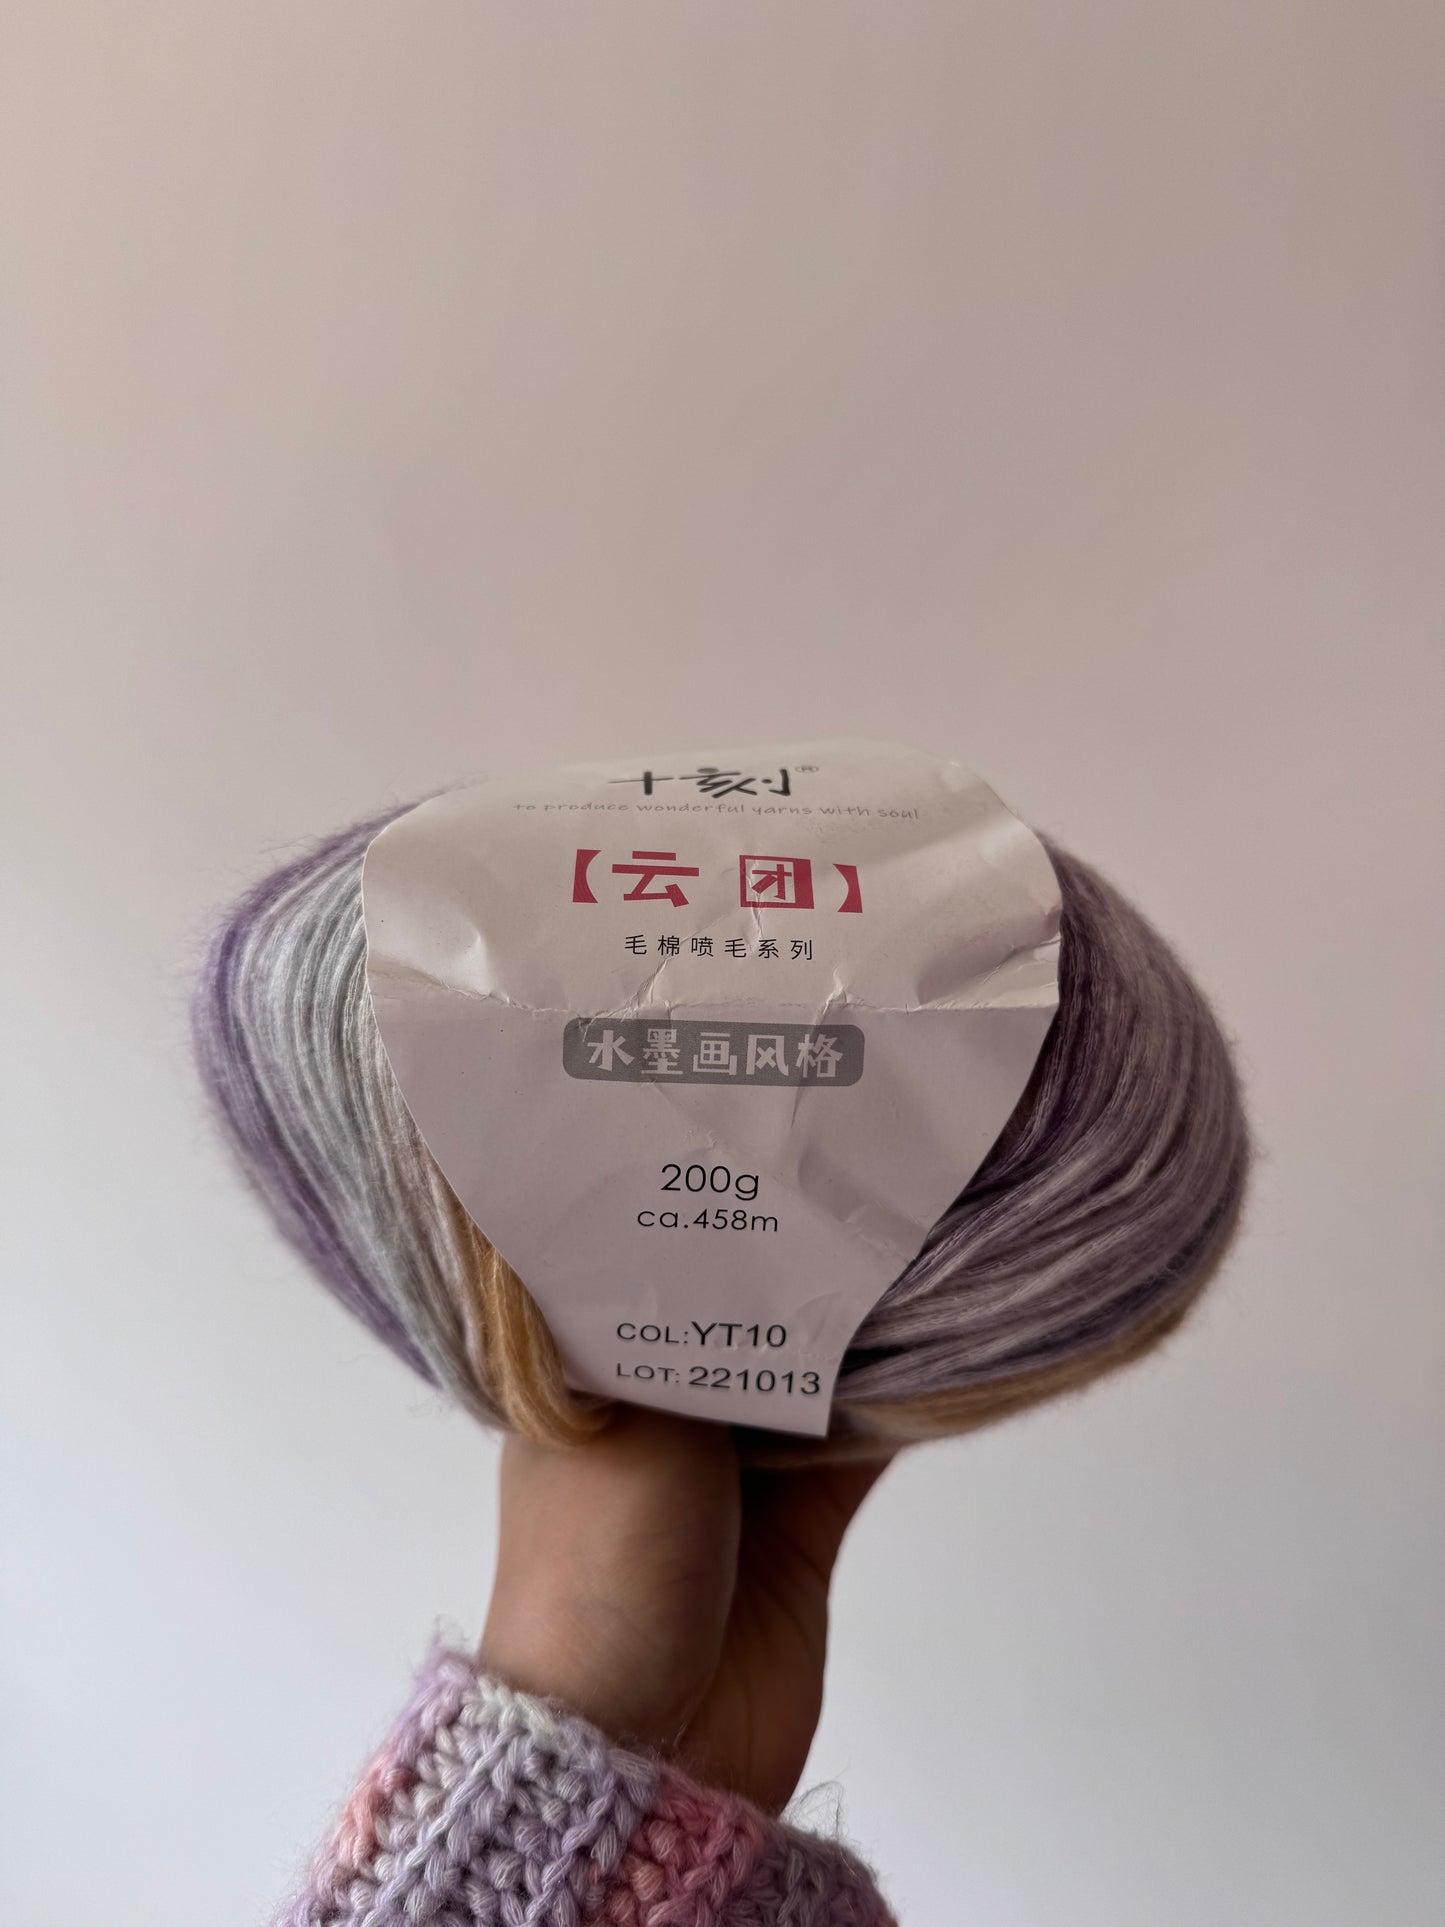 十刻®
to produce wonderful yarns with soul
【云团】
毛棉喷毛系列
水墨画风格
200g
ca.458m
COL:YT10
LOT:221013